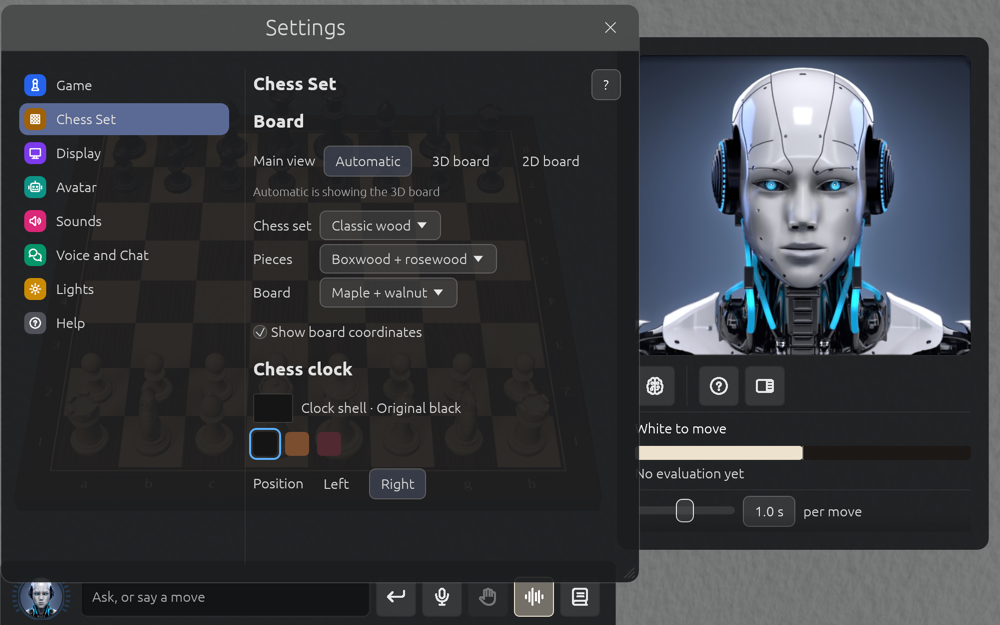 Settings
Game
Chess Set
Display
Avatar
Sounds
Voice and Chat
Lights
Help
Chess Set
?
Board
Main view Automatic 3D board 2D board
Automatic is showing the 3D board
Chess set Classic wood
Pieces Boxwood + rosewood
Board Maple + walnut
Show board coordinates
Chess clock
Clock shell · Original black
Position Left Right
White to move
No evaluation yet
1.0 s per move
Ask, or say a move